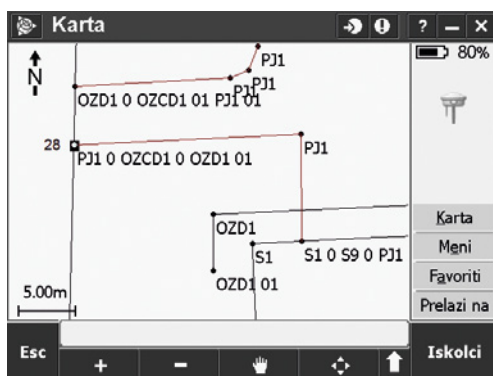 Karta
? – ×
80%
N
PJ1
PJ1
PJ1
OZD1 0 OZCD1 01 PJ1 01
28
PJ1 0 OZCD1 0 OZD1 01
PJ1
OZD1
S1
S1 0 S9 0 PJ1
OZD1 01
5.00m
Karta
Meni
Favoriti
Prelazi na
Esc
+
–
Iskolci